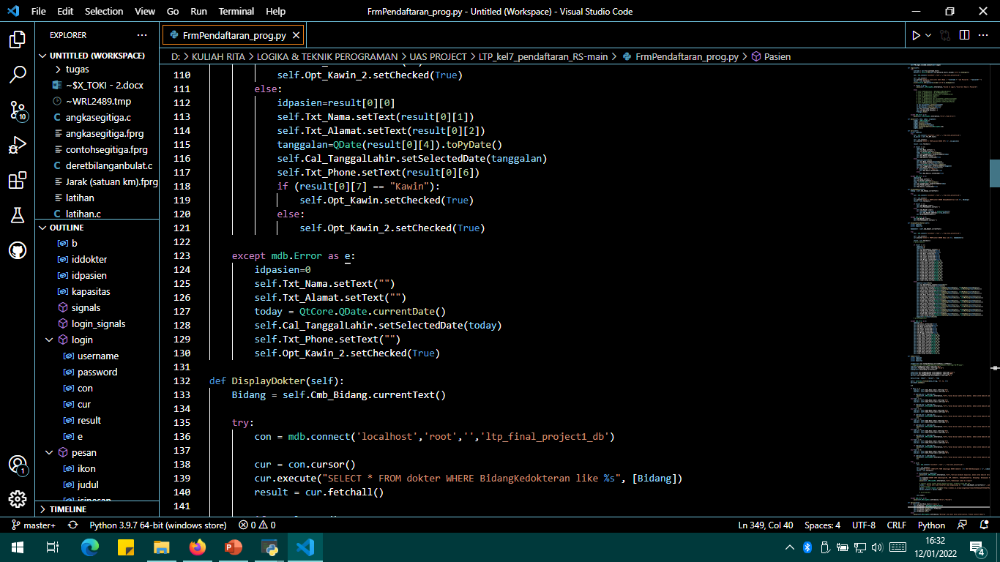 File Edit Selection View Go Run Terminal Help FrmPendaftaran_prog.py - Untitled (Workspace) - Visual Studio Code
EXPLORER ...
UNTITLED (WORKSPACE)
tugas
~$X_TOKI - 2.docx
~WRL2489.tmp
angkasegitiga.c
angkasegitiga.fprg
contohsegitiga.fprg
deretbilanganbulat.c
Jarak (satuan km).fprg
latihan
latihan.c
OUTLINE
b
iddokter
idpasien
kapasitas
signals
login_signals
login
username
password
con
cur
result
e
pesan
ikon
judul
TIMELINE
10
1
FrmPendaftaran_prog.py
D: > KULIAH RITA > LOGIKA & TEKNIK PEROGRAMAN > UAS PROJECT > LTP_kel7_pendaftaran_RS-main > FrmPendaftaran_prog.py > Pasien
110 self.Opt_Kawin_2.setChecked(True)
111 else:
112 idpasien=result[0][0]
113 self.Txt_Nama.setText(result[0][1])
114 self.Txt_Alamat.setText(result[0][2])
115 tanggalan=QDate(result[0][4]).toPyDate()
116 self.Cal_TanggalLahir.setSelectedDate(tanggalan)
117 self.Txt_Phone.setText(result[0][6])
118 if (result[0][7] == "Kawin"):
119 self.Opt_Kawin.setChecked(True)
120 else:
121 self.Opt_Kawin_2.setChecked(True)
122
123 except mdb.Error as e:
124 idpasien=0
125 self.Txt_Nama.setText("")
126 self.Txt_Alamat.setText("")
127 today = QtCore.QDate.currentDate()
128 self.Cal_TanggalLahir.setSelectedDate(today)
129 self.Txt_Phone.setText("")
130 self.Opt_Kawin_2.setChecked(True)
131
132 def DisplayDokter(self):
133 Bidang = self.Cmb_Bidang.currentText()
134
135 try:
136 con = mdb.connect('localhost','root','','ltp_final_project1_db')
137
138 cur = con.cursor()
139 cur.execute("SELECT * FROM dokter WHERE BidangKedokteran like %s", [Bidang])
140 result = cur.fetchall()
141
master+ Python 3.9.7 64-bit (windows store) 0 0 Ln 349, Col 40 Spaces: 4 UTF-8 CRLF Python
16:32
12/01/2022
4